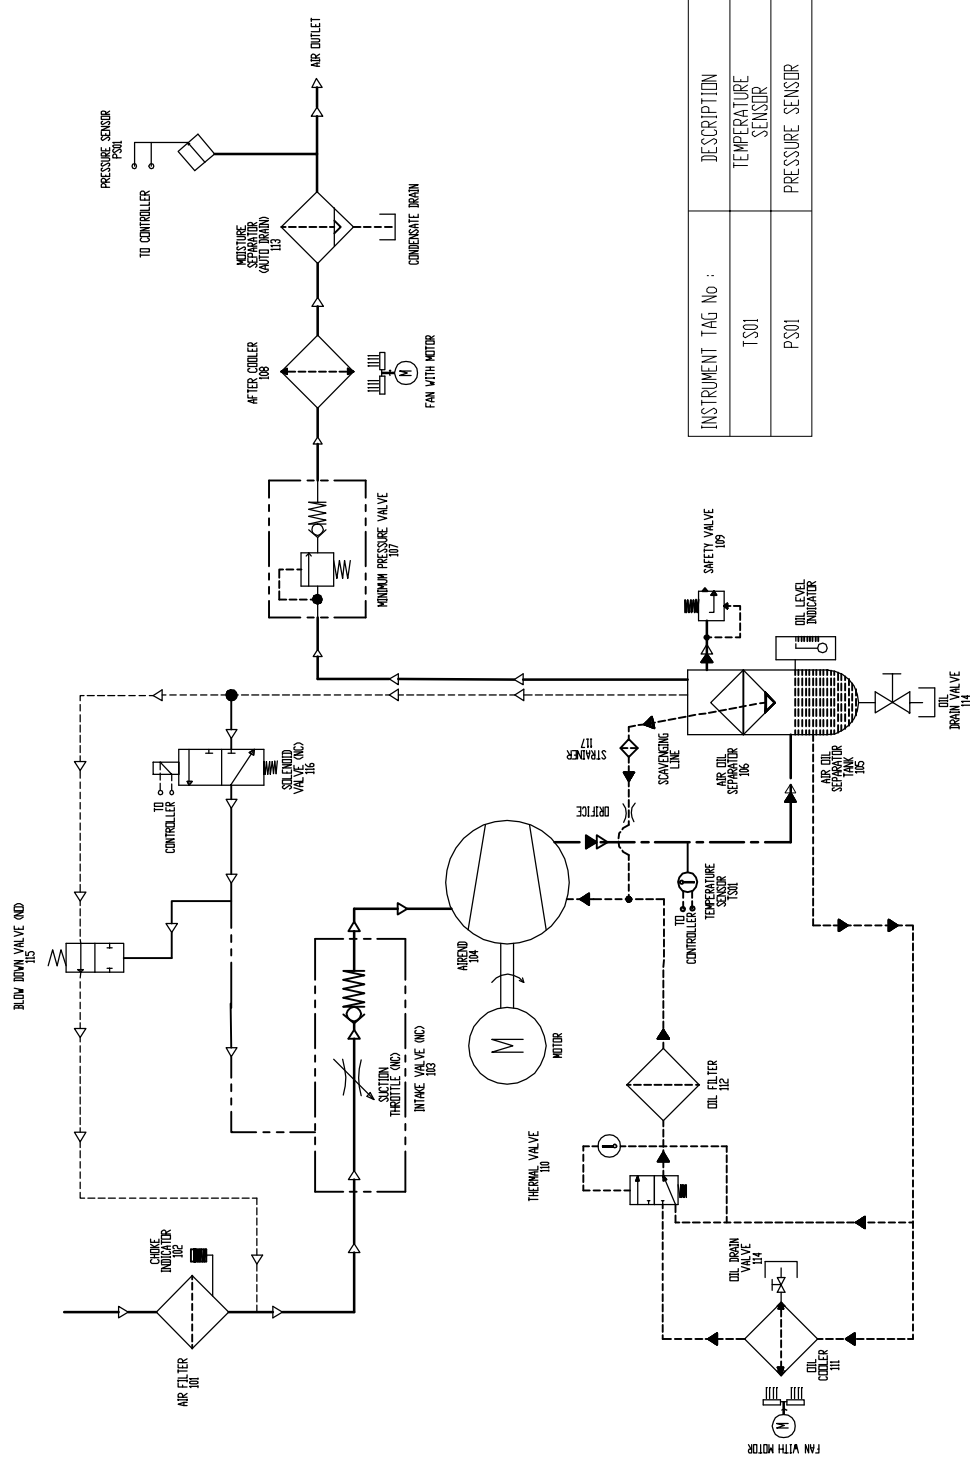 AIR OUTLET
PRESSURE SENSOR
PS01
TO CONTROLLER
MOISTURE
SEPARATOR
(AUTO DRAIN)
113
CONDENSATE DRAIN
AFTER COOLER
108
M
FAN WITH MOTOR
MINIMUM PRESSURE VALVE
107
SAFETY VALVE
109
OIL LEVEL
INDICATOR
OIL
DRAIN VALVE
114
AIR OIL
SEPARATOR
TANK
105
AIR OIL
SEPARATOR
106
SCAVENGING
LINE
STRAINER
117
ORIFICE
SOLENOID
VALVE (NC)
116
TO
CONTROLLER
BLOW DOWN VALVE (NO)
115
AIREND
104
MOTOR
M
TO
CONTROLLER
TEMPERATURE
SENSOR
TS01
SUCTION
THROTTLE (NC)
INTAKE VALVE (NC)
103
OIL FILTER
112
THERMAL VALVE
110
CHOKE
INDICATOR
102
AIR FILTER
101
OIL DRAIN
VALVE
114
OIL
COOLER
111
M
FAN WITH MOTOR
INSTRUMENT TAG No :
DESCRIPTION
TS01
TEMPERATURE
SENSOR
PS01
PRESSURE SENSOR